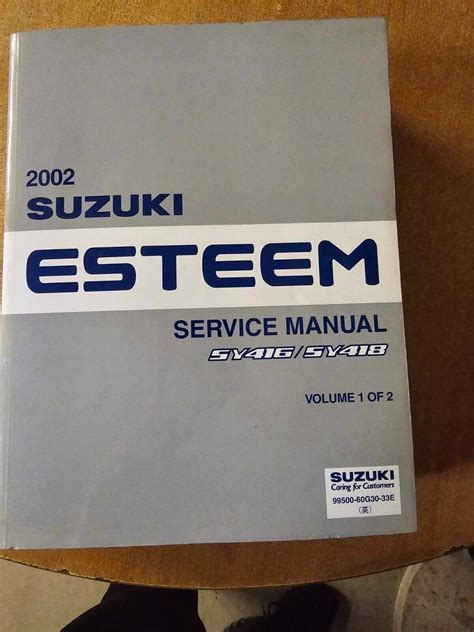 2002
SUZUKI
ESTEEM
SERVICE MANUAL
SY416/SY418
VOLUME 1 OF 2
SUZUKI
Caring for Customers
99500-60G30-33E
(英)